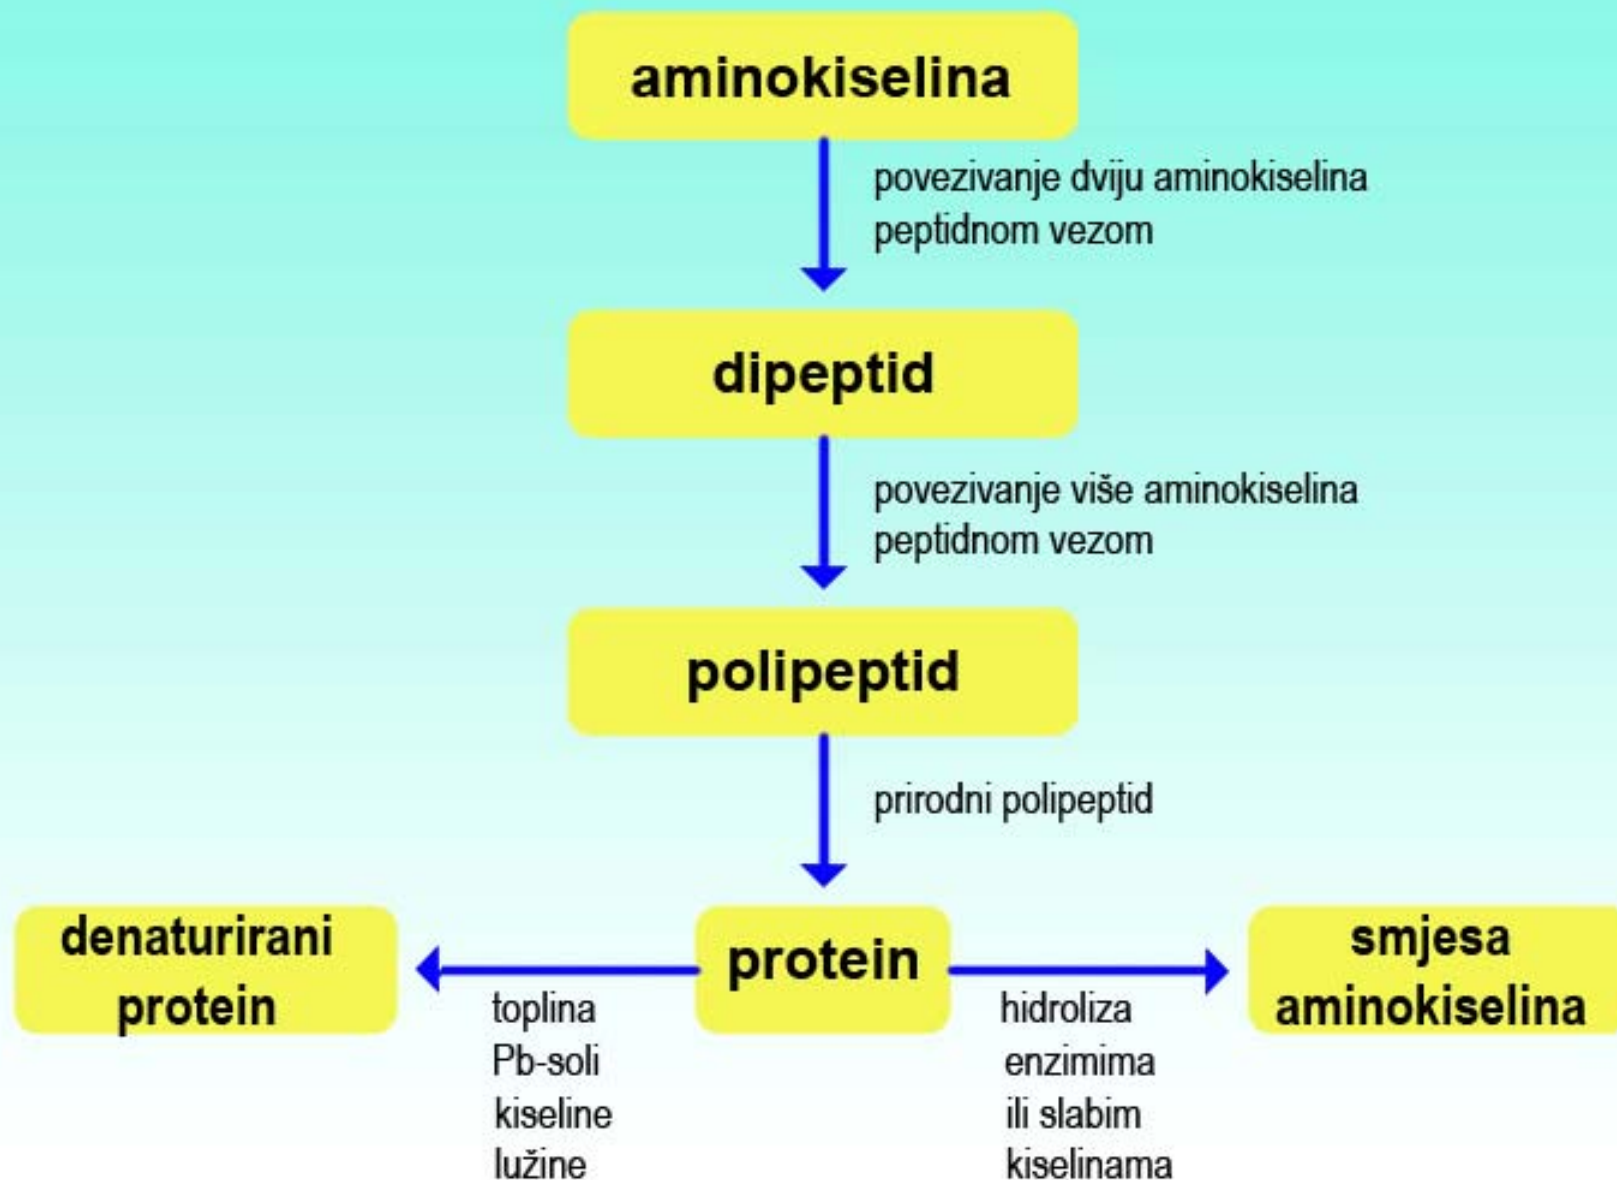 aminokiselina
povezivanje dviju aminokiselina
peptidnom vezom
dipeptid
povezivanje više aminokiselina
peptidnom vezom
polipeptid
prirodni polipeptid
denaturirani
protein
toplina
Pb-soli
kiseline
lužine
protein
hidroliza
enzimima
ili slabim
kiselinama
smjesa
aminokiselina